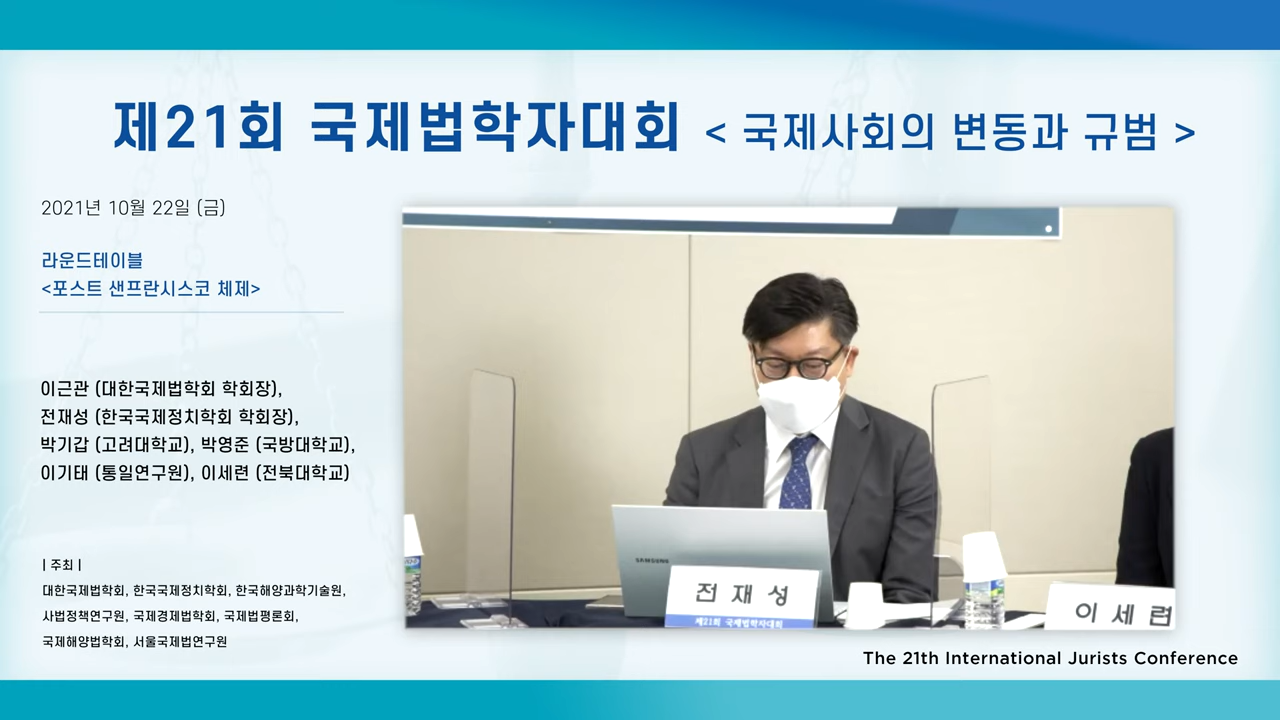 제21회 국제법학자대회 < 국제사회의 변동과 규범 >
2021년 10월 22일 (금)
라운드테이블
<포스트 샌프란시스코 체제>
이근관 (대한국제법학회 학회장),
전재성 (한국국제정치학회 학회장),
박기갑 (고려대학교), 박영준 (국방대학교),
이기태 (통일연구원), 이세련 (전북대학교)
| 주최 |
대한국제법학회, 한국국제정치학회, 한국해양과학기술원,
사법정책연구원, 국제경제법학회, 국제법평론회,
국제해양법학회, 서울국제법연구원
SAMSUNG
전재성
제21회 국제법학자대회
이세련
The 21th International Jurists Conference